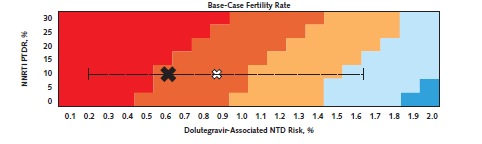 Base-Case Fertility Rate
NNRTI PTDR, %
30
25
20
15
10
5
0
0.1 0.2 0.3 0.4 0.5 0.6 0.7 0.8 0.9 1.0 1.1 1.2 1.3 1.4 1.5 1.6 1.7 1.8 1.9 2.0
Dolutegravir-Associated NTD Risk, %